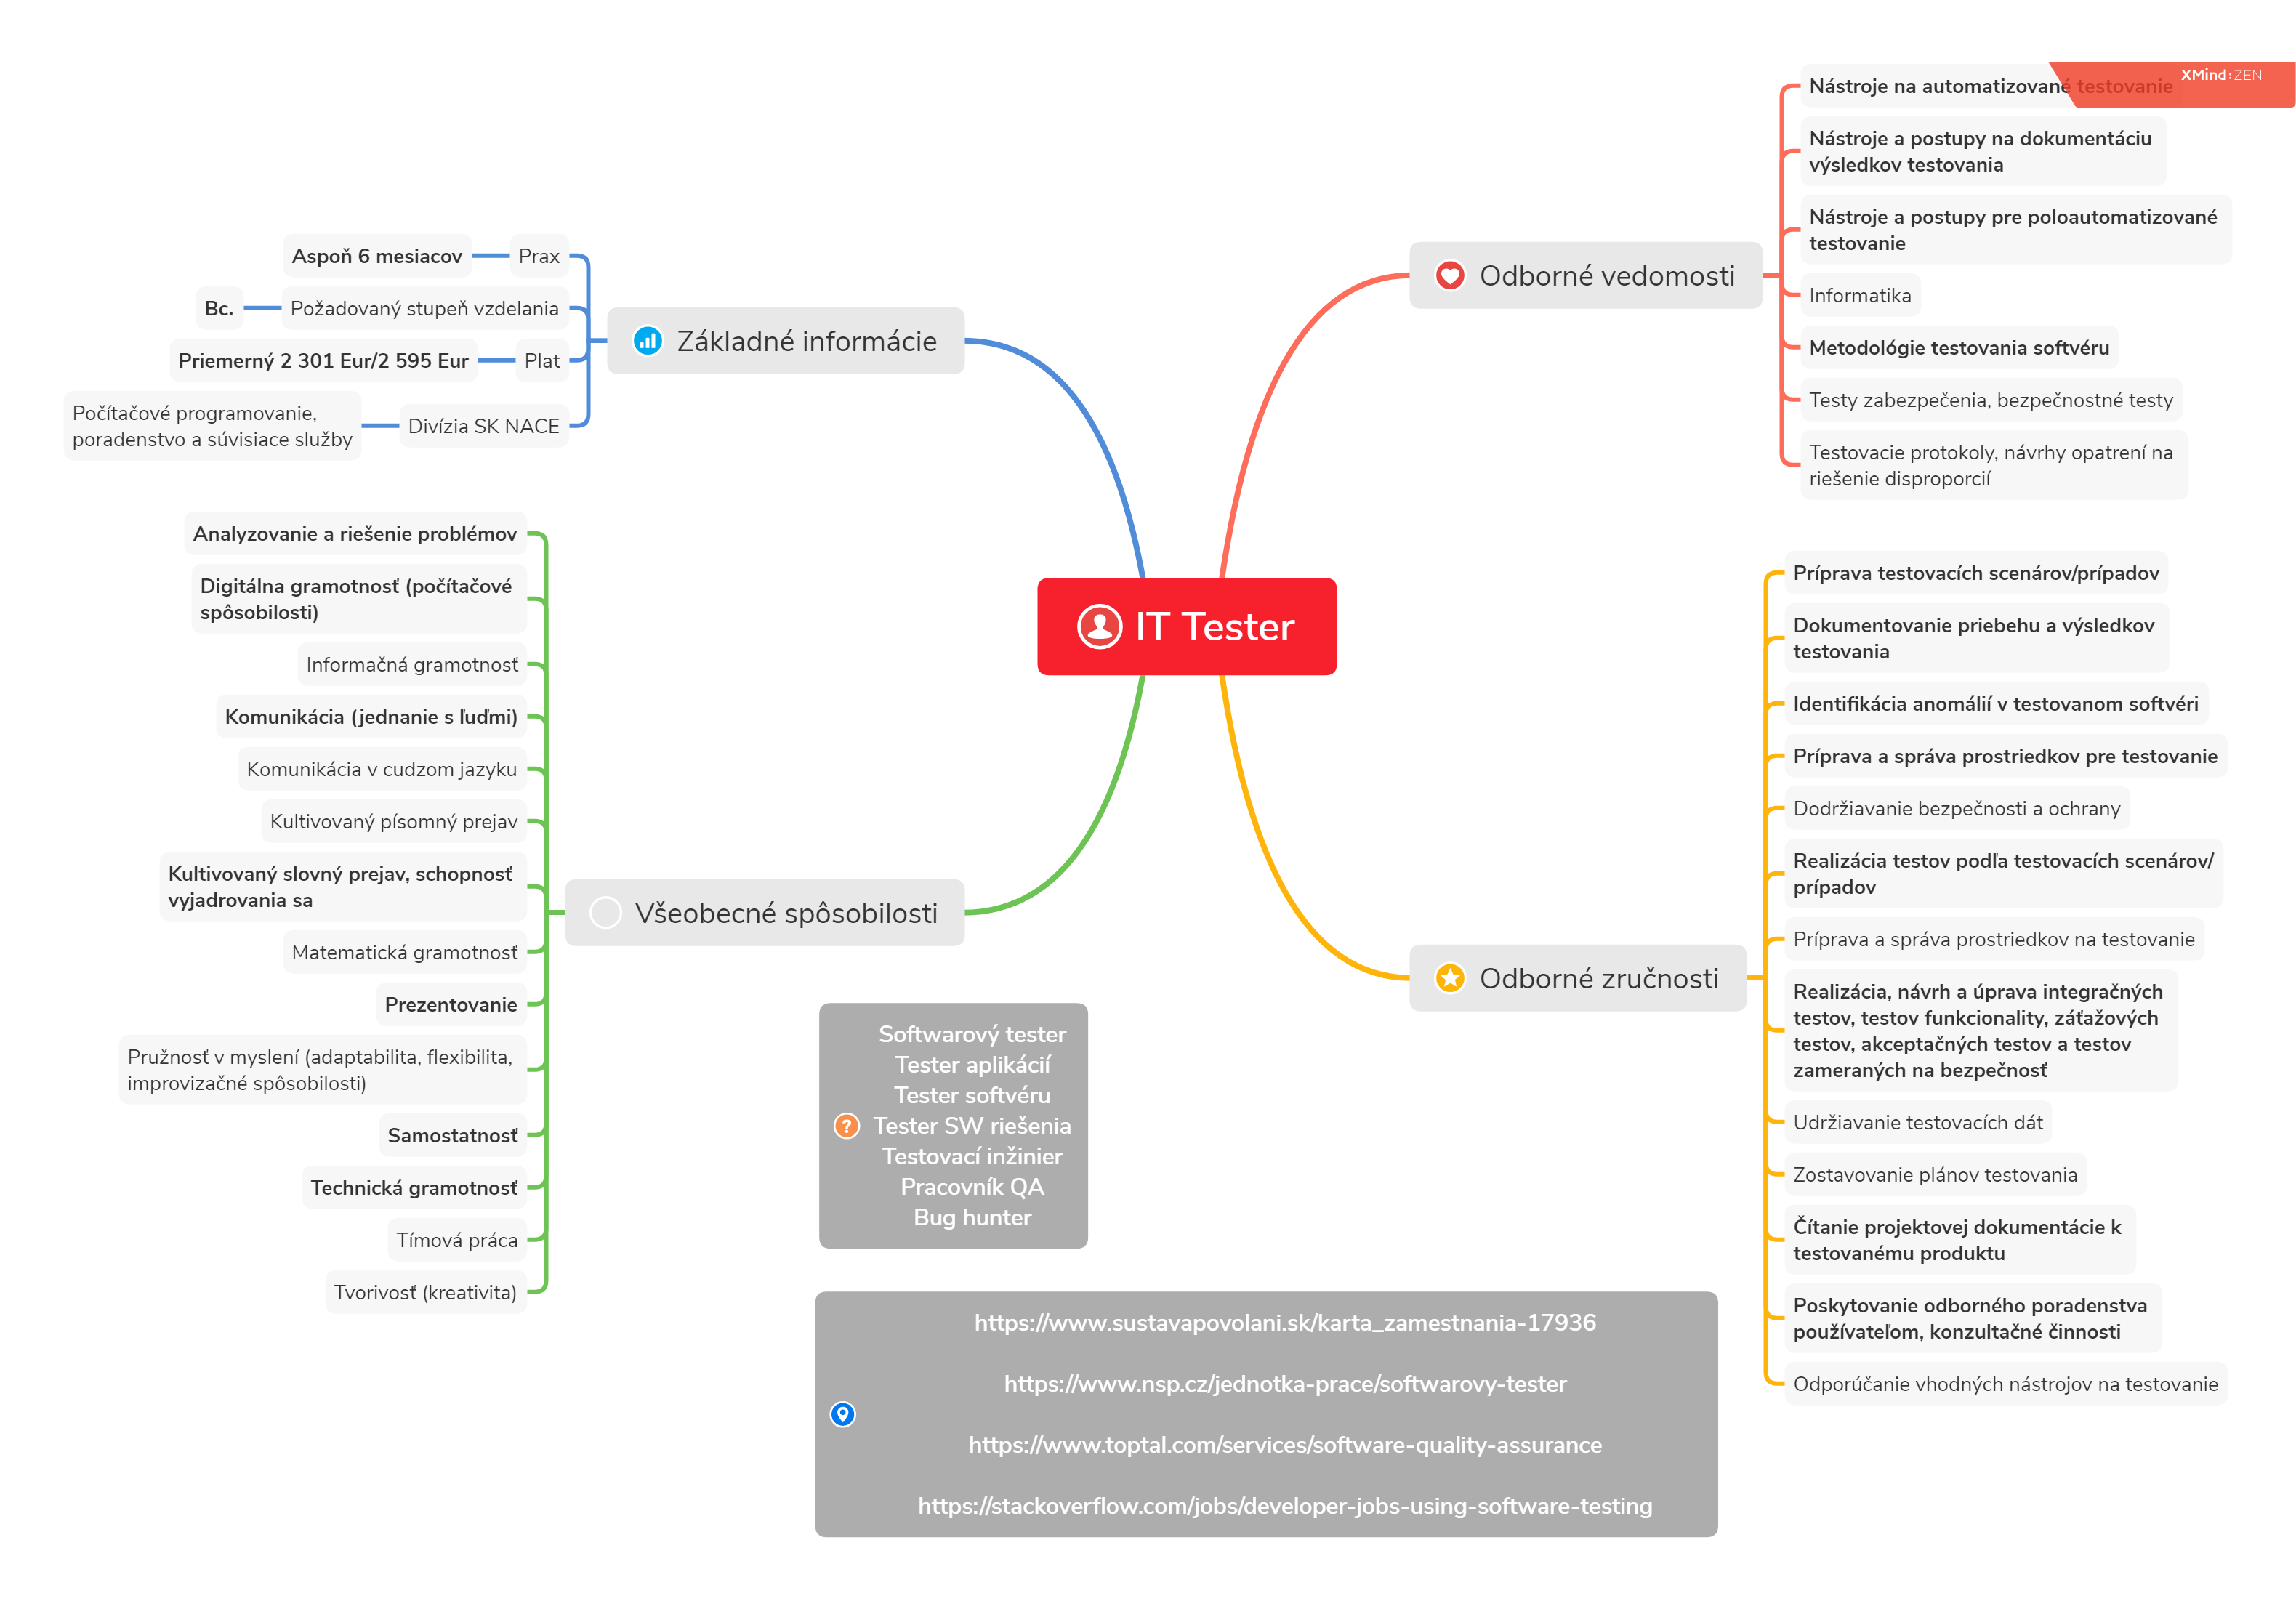 IT Tester
Základné informácie
Prax
Aspoň 6 mesiacov
Požadovaný stupeň vzdelania
Bc.
Plat
Priemerný 2 301 Eur/2 595 Eur
Divízia SK NACE
Počítačové programovanie,
poradenstvo a súvisiace služby
Všeobecné spôsobilosti
Analyzovanie a riešenie problémov
Digitálna gramotnosť (počítačové
spôsobilosti)
Informačná gramotnosť
Komunikácia (jednanie s ľuďmi)
Komunikácia v cudzom jazyku
Kultivovaný písomný prejav
Kultivovaný slovný prejav, schopnosť
vyjadrovania sa
Matematická gramotnosť
Prezentovanie
Pružnosť v myslení (adaptabilita, flexibilita,
improvizačné spôsobilosti)
Samostatnosť
Technická gramotnosť
Tímová práca
Tvorivosť (kreativita)
Odborné vedomosti
Nástroje na automatizované testovanie
XMind:ZEN
Nástroje a postupy na dokumentáciu
výsledkov testovania
Nástroje a postupy pre poloautomatizované
testovanie
Informatika
Metodológie testovania softvéru
Testy zabezpečenia, bezpečnostné testy
Testovacie protokoly, návrhy opatrení na
riešenie disproporcií
Odborné zručnosti
Príprava testovacích scenárov/prípadov
Dokumentovanie priebehu a výsledkov
testovania
Identifikácia anomálií v testovanom softvéri
Príprava a správa prostriedkov pre testovanie
Dodržiavanie bezpečnosti a ochrany
Realizácia testov podľa testovacích scenárov/
prípadov
Príprava a správa prostriedkov na testovanie
Realizácia, návrh a úprava integračných
testov, testov funkcionality, záťažových
testov, akceptačných testov a testov
zameraných na bezpečnosť
Udržiavanie testovacích dát
Zostavovanie plánov testovania
Čítanie projektovej dokumentácie k
testovanému produktu
Poskytovanie odborného poradenstva
používateľom, konzultačné činnosti
Odporúčanie vhodných nástrojov na testovanie
Softwarový tester
Tester aplikácií
Tester softvéru
Tester SW riešenia
Testovací inžinier
Pracovník QA
Bug hunter
https://www.sustavapovolani.sk/karta_zamestnania-17936
https://www.nsp.cz/jednotka-prace/softwarovy-tester
https://www.toptal.com/services/software-quality-assurance
https://stackoverflow.com/jobs/developer-jobs-using-software-testing